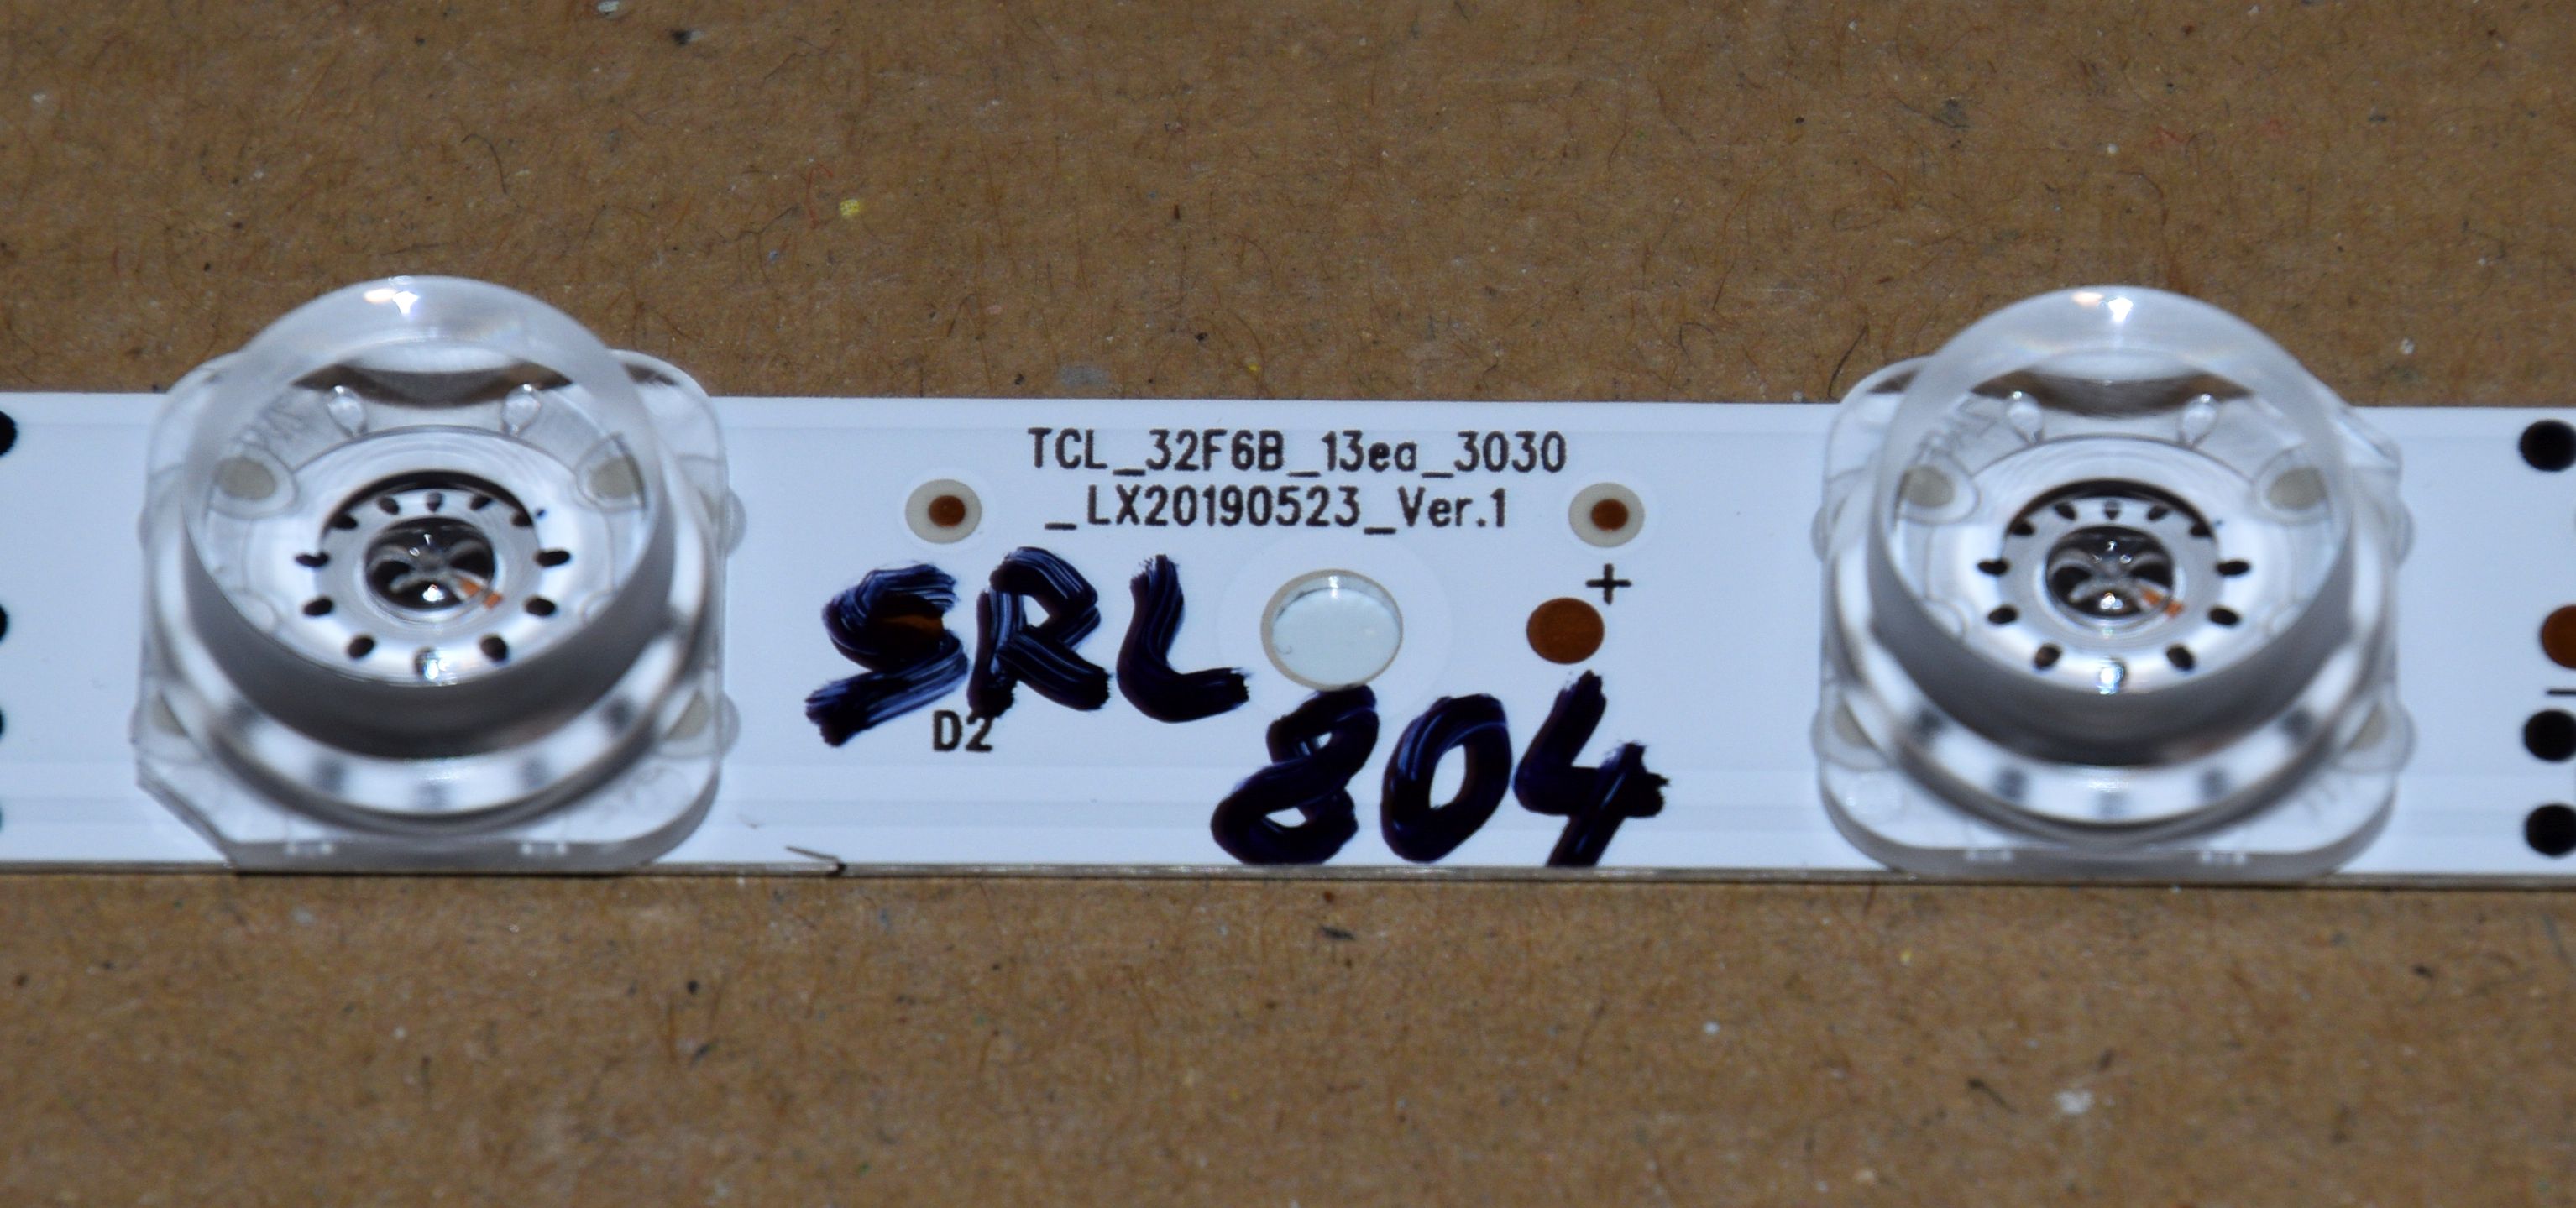 TCL_32F6B_13ea_3030
_LX20190523_Ver.1
+
SRL
D2
804